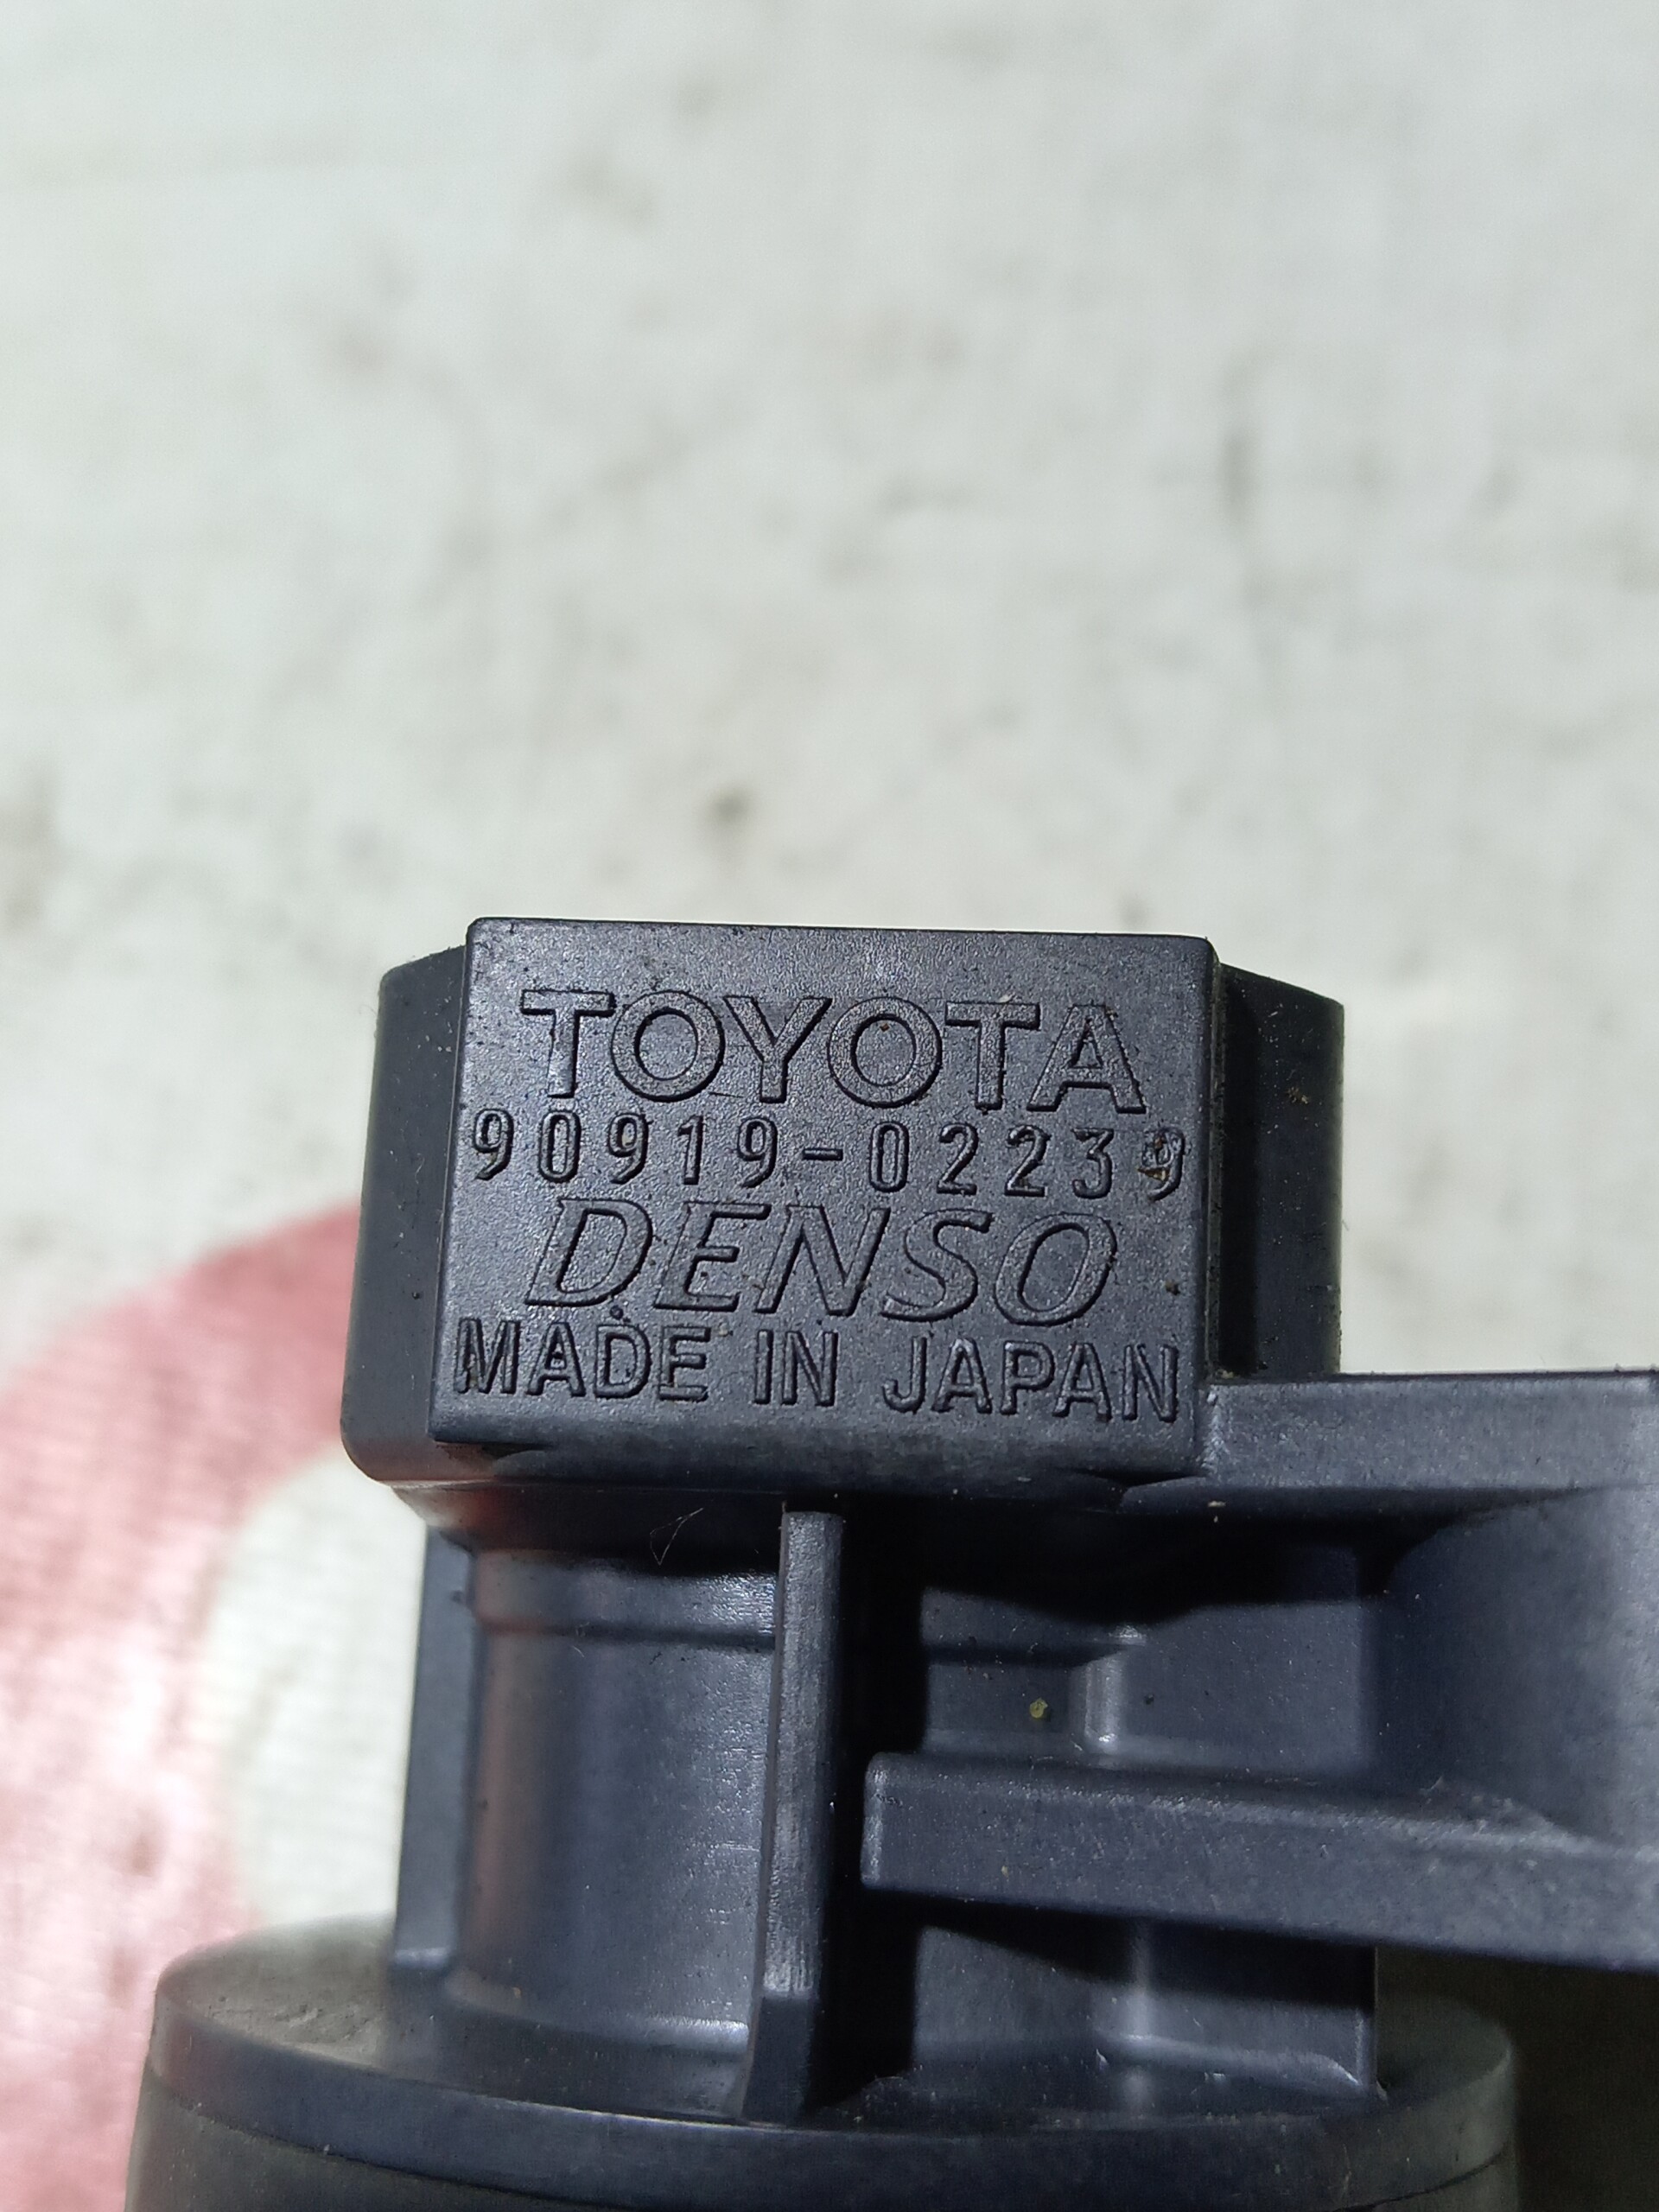 TOYOTA
90919-02239
DENSO
MADE IN JAPAN